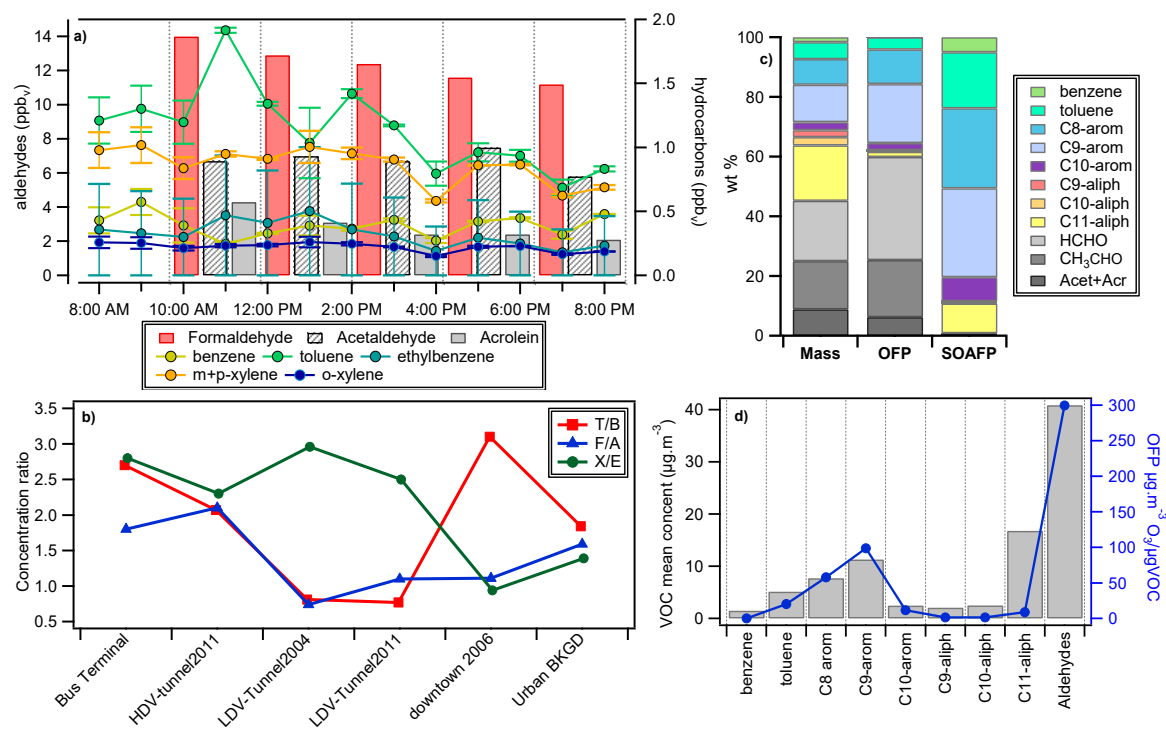 a)
14
12
10
8
6
4
2
0
aldehydes (ppbv)
2.0
1.5
1.0
0.5
0.0
hydrocarbons (ppbv)
8:00 AM 10:00 AM 12:00 PM 2:00 PM 4:00 PM 6:00 PM 8:00 PM
Formaldehyde Acetaldehyde Acrolein
benzene toluene ethylbenzene
m+p-xylene o-xylene
c)
100
80
60
40
20
0
wt %
Mass OFP SOAFP
benzene
toluene
C8-arom
C9-arom
C10-arom
C9-aliph
C10-aliph
C11-aliph
HCHO
CH3CHO
Acet+Acr
b)
3.5
3.0
2.5
2.0
1.5
1.0
0.5
Concentration ratio
T/B
F/A
X/E
Bus Terminal
HDV-tunnel2011
LDV-Tunnel2004
LDV-Tunnel2011
downtown 2006
Urban BKGD
d)
40
30
20
10
0
VOC mean concent (µg.m⁻³)
300
250
200
150
100
50
0
OFP µg.m⁻³ O3/µgVOC
benzene
toluene
C8 arom
C9-arom
C10-arom
C9-aliph
C10-aliph
C11-aliph
Aldehydes